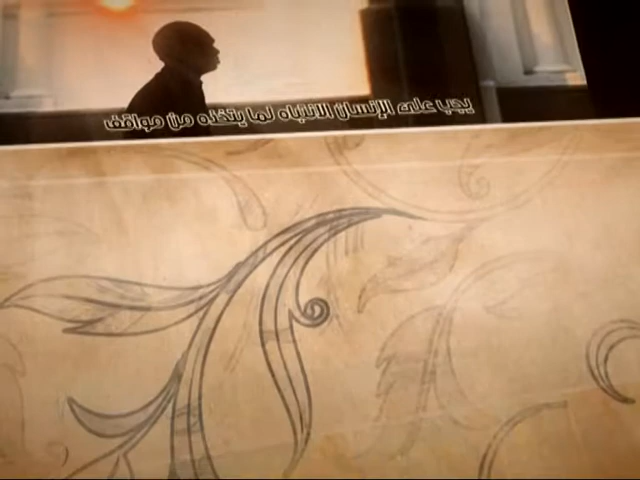 يجب على الإنسان الانتباه لما يتخذه من مواقف